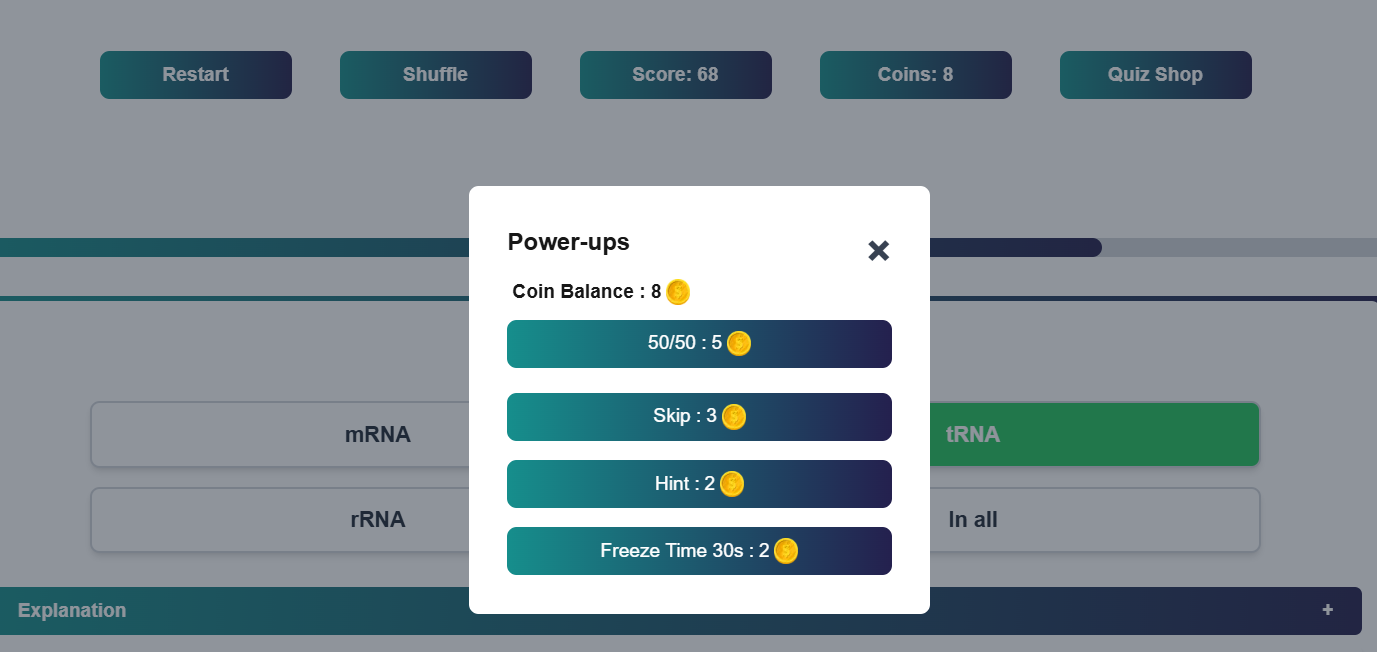 Restart
Shuffle
Score: 68
Coins: 8
Quiz Shop
Power-ups
Coin Balance : 8
50/50 : 5
Skip : 3
Hint : 2
Freeze Time 30s : 2
mRNA
tRNA
rRNA
In all
Explanation
+